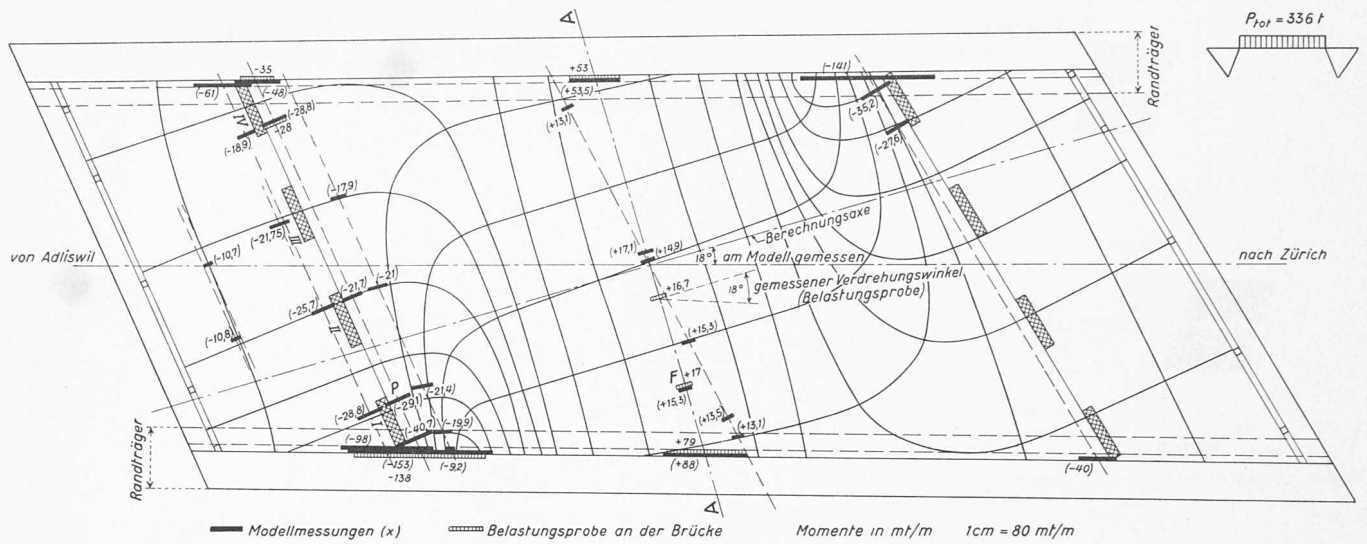 A
P_tot = 336 t
-35
(-61)
(-48)
IV
(-28,8)
-28
(-18,9)
+53
(+53,5)
(+13,1)
(-141)
(-35,2)
(-27,6)
Randträger
(-17,9)
(-21,75)
III
(-10,7)
(+17,1)
(+14,9)
Berechnungsaxe
18° am Modell gemessen
von Adliswil
nach Zürich
+16,7
18° gemessener Verdrehungswinkel
(Belastungsprobe)
(-21)
(-21,7)
(-25,7)
II
(-10,8)
(+15,3)
F
+17
(+15,3)
P
(-21,4)
(-29,1)
(-28,8)
I
(-40,7)
(-19,9)
(+13,5)
(+13,1)
(-98)
(-153)
-138
(-92)
+79
(+88)
(-40)
Randträger
A
Modellmessungen (x)
Belastungsprobe an der Brücke
Momente in mt/m
1cm = 80 mt/m